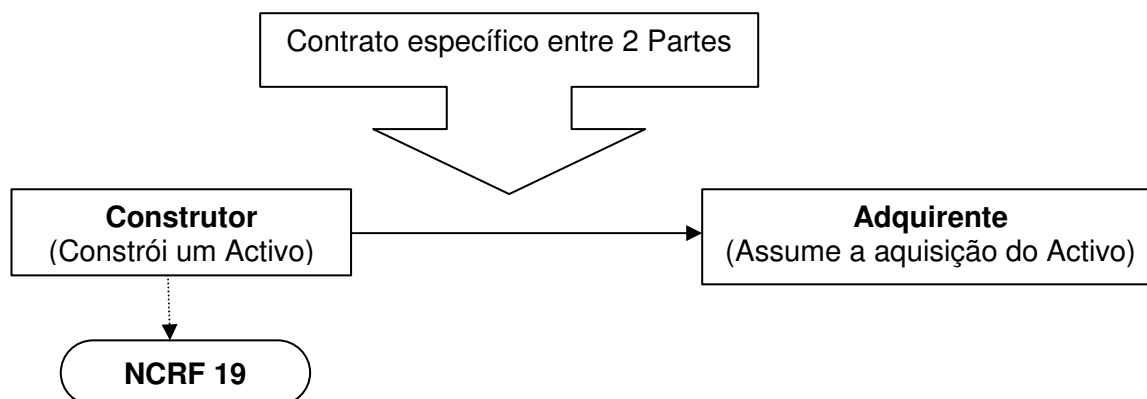 Contrato específico entre 2 Partes
Construtor
(Constrói um Activo)
Adquirente
(Assume a aquisição do Activo)
NCRF 19